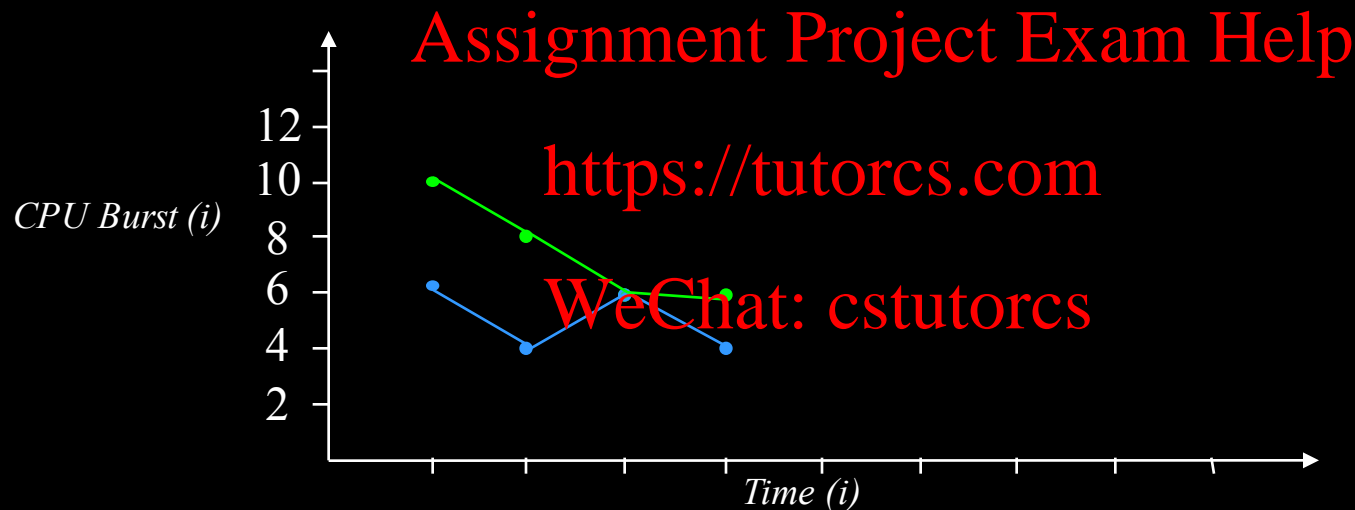 Assignment Project Exam Help
12
https://tutorcs.com
10
CPU Burst (i)
8
6
WeChat: cstutorcs
4
2
Time (i)